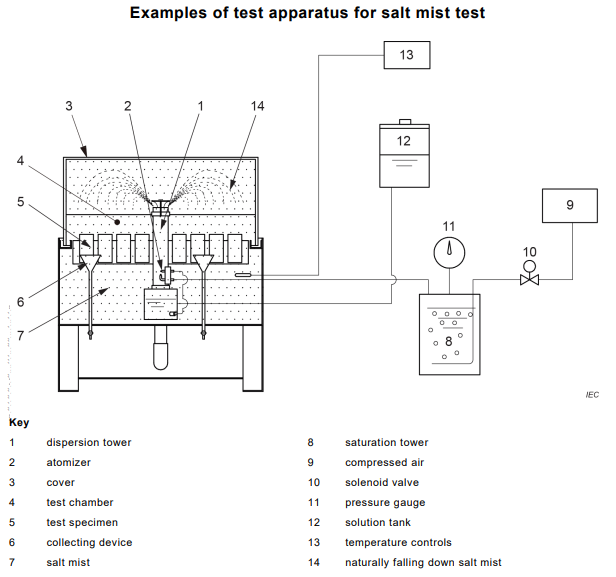 Examples of test apparatus for salt mist test
13
3
2
1
14
12
4
5
9
11
10
6
7
8
IEC
Key
1 dispersion tower
2 atomizer
3 cover
4 test chamber
5 test specimen
6 collecting device
7 salt mist
8 saturation tower
9 compressed air
10 solenoid valve
11 pressure gauge
12 solution tank
13 temperature controls
14 naturally falling down salt mist